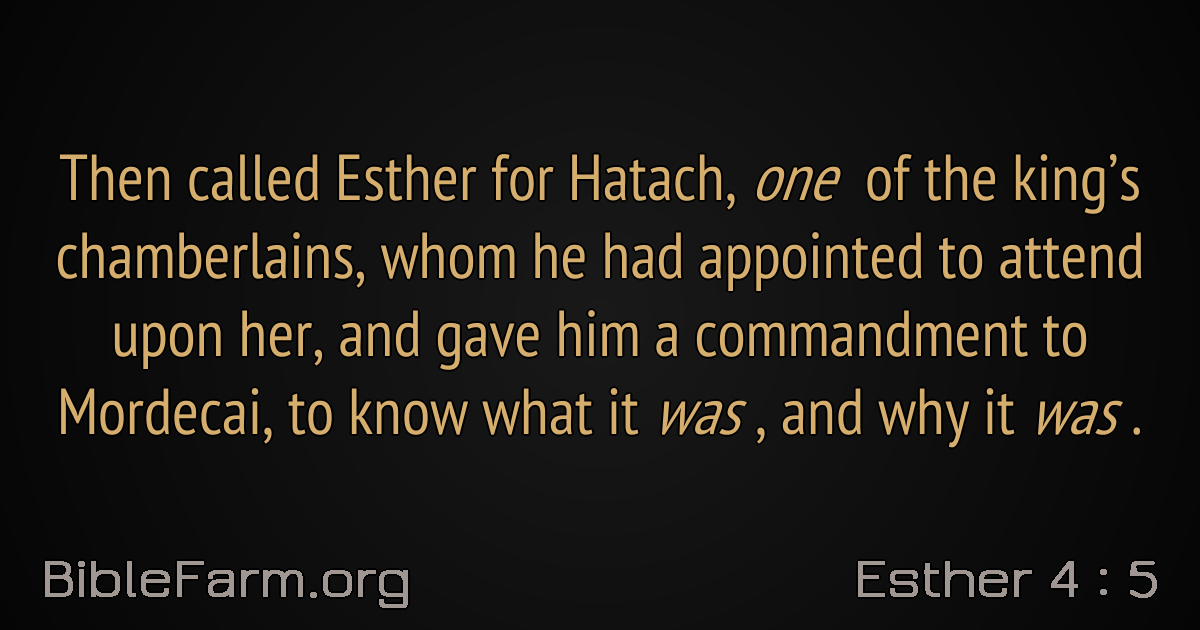 Then called Esther for Hatach, one of the king’s
chamberlains, whom he had appointed to attend
upon her, and gave him a commandment to
Mordecai, to know what it was , and why it was .
BibleFarm.org
Esther 4 : 5